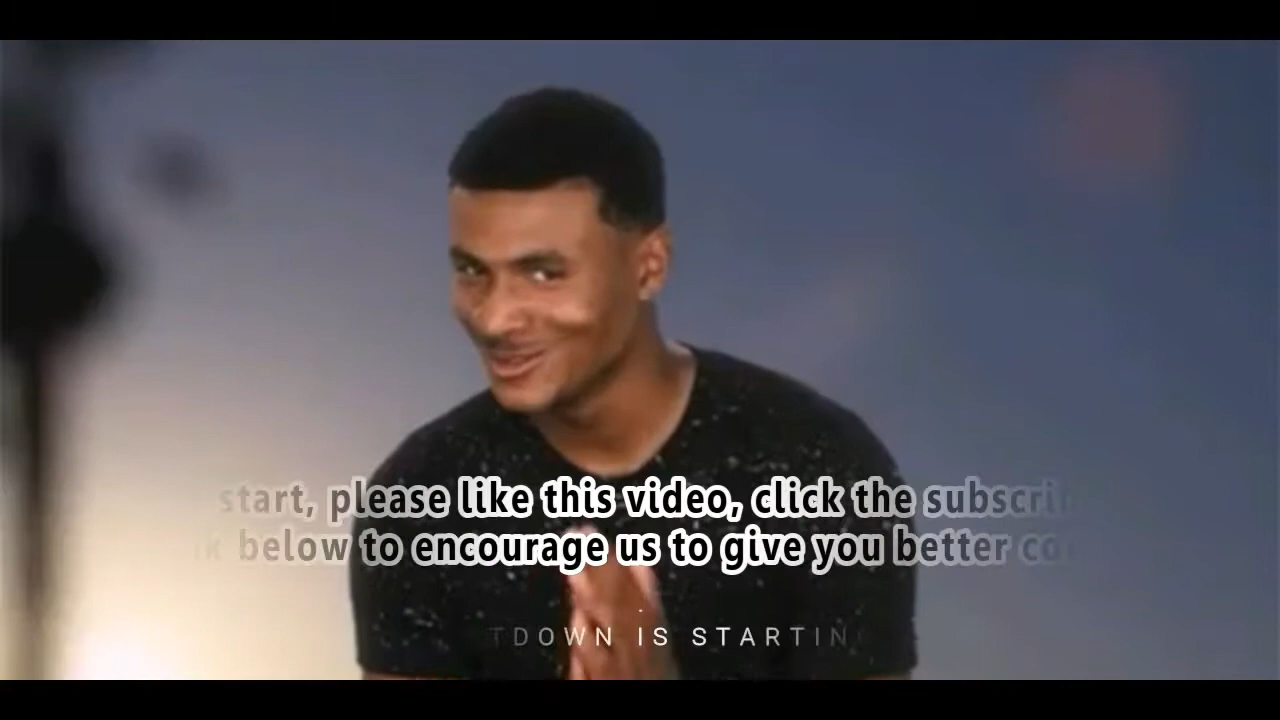 start, please like this video, click the subscri
k below to encourage us to give you better co
TDOWN IS STARTIN